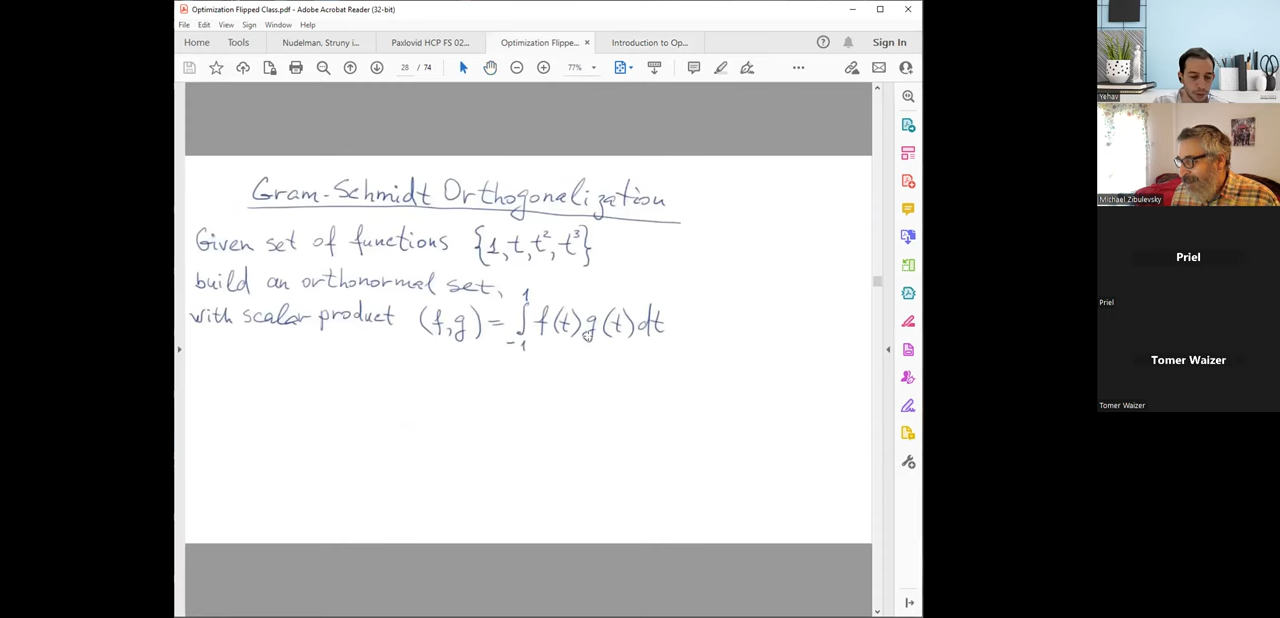 Optimization Flipped Class.pdf - Adobe Acrobat Reader (32-bit)
File Edit View Sign Window Help
Home Tools Nudelman, Struny i... Paxlovid HCP FS 02... Optimization Flippe... × Introduction to Op... Sign In
28 / 74 77%
Gram-Schmidt Orthogonalization
Given set of functions {1, t, t², t³}
build an orthonormal set,
with scalar product (f,g) = ∫₋₁¹ f(t)g(t)dt
Yehav
Michael Zibulevsky
Priel
Priel
Tomer Waizer
Tomer Waizer